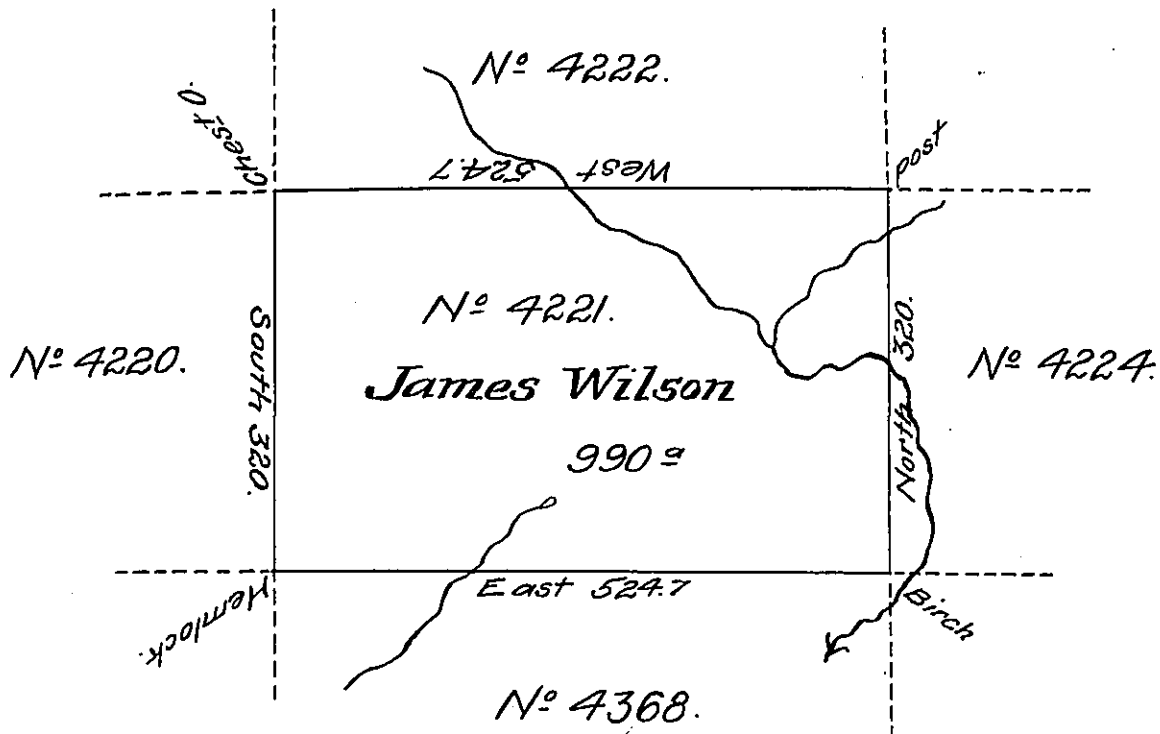 Nº 4222.
Chest O.
West 524.7
Post
Nº 4221.
South 320.
North 320.
Nº 4220.
Nº 4224.
James Wilson
990 a
Hemlock.
East 524.7
Birch
Nº 4368.